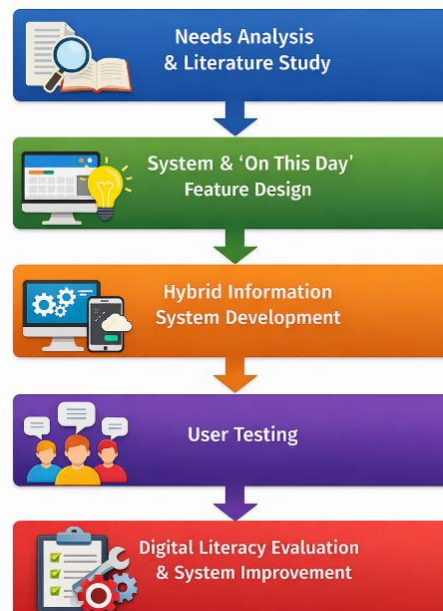 Needs Analysis
& Literature Study
System & ‘On This Day’
Feature Design
Hybrid Information
System Development
User Testing
Digital Literacy Evaluation
& System Improvement